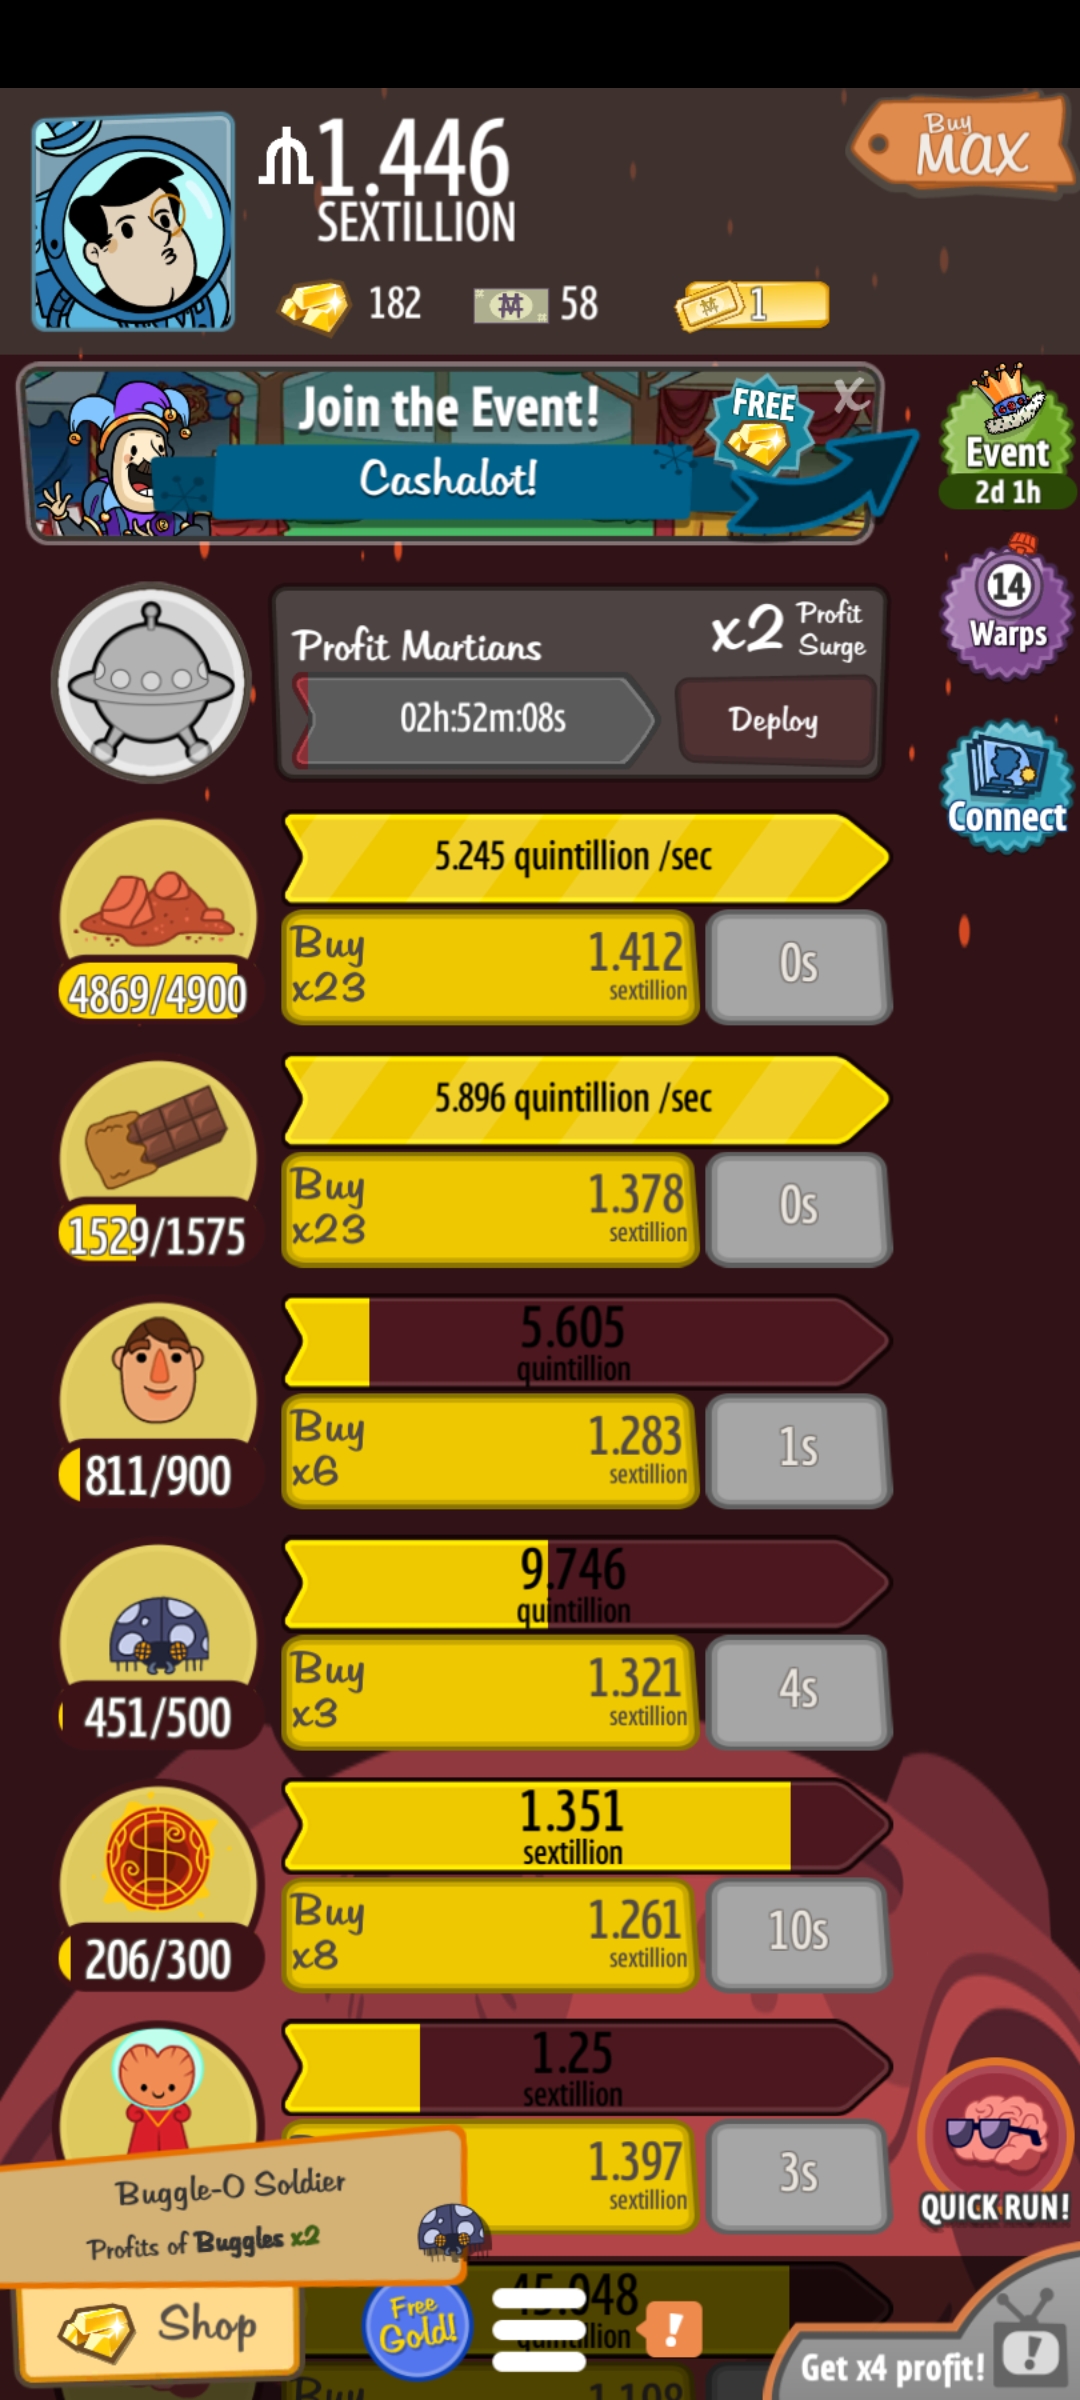 1.446
SEXTILLION
Buy
MAX
182
58
1
Join the Event!
Cashalot!
FREE
X
Event
2d 1h
14
Warps
Connect
Profit Martians
x2 Profit Surge
02h:52m:08s
Deploy
5.245 quintillion /sec
4869/4900
Buy x23
1.412 sextillion
0s
5.896 quintillion /sec
1529/1575
Buy x23
1.378 sextillion
0s
5.605
quintillion
811/900
Buy x6
1.283 sextillion
1s
9.746
quintillion
451/500
Buy x3
1.321 sextillion
4s
1.351
sextillion
206/300
Buy x8
1.261 sextillion
10s
1.25
sextillion
1.397 sextillion
3s
Buggle-O Soldier
Profits of Buggles x2
QUICK RUN!
Shop
Free Gold!
!
Get x4 profit!
!
Buy